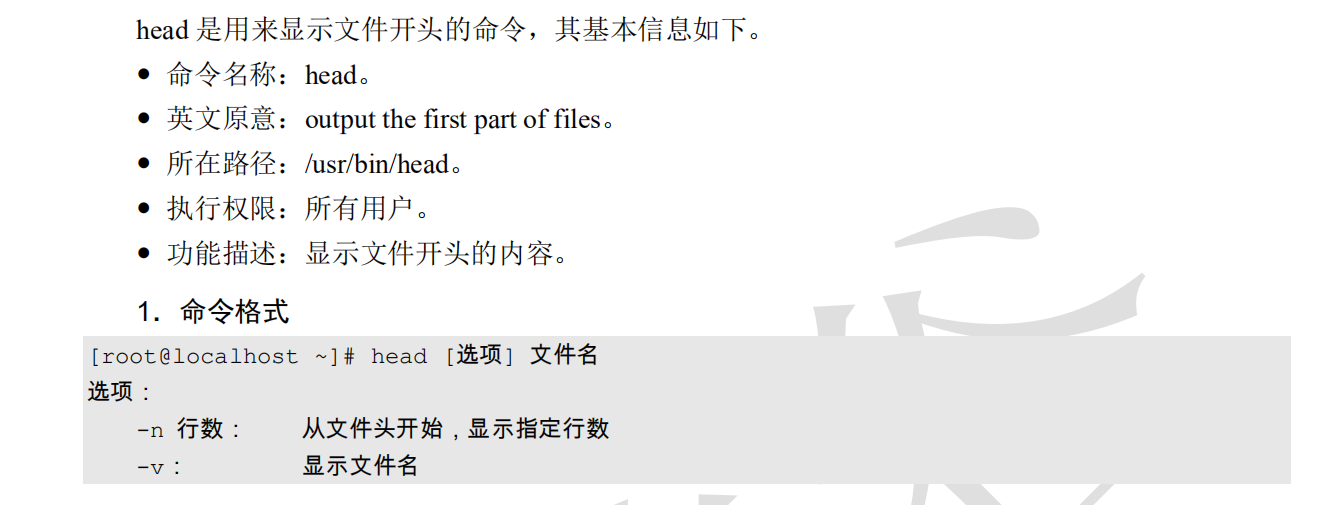 head 是用来显示文件开头的命令，其基本信息如下。
● 命令名称：head。
● 英文原意：output the first part of files。
● 所在路径：/usr/bin/head。
● 执行权限：所有用户。
● 功能描述：显示文件开头的内容。
1．命令格式
[root@localhost ~]# head [选项] 文件名
选项：
-n 行数： 从文件头开始，显示指定行数
-v： 显示文件名